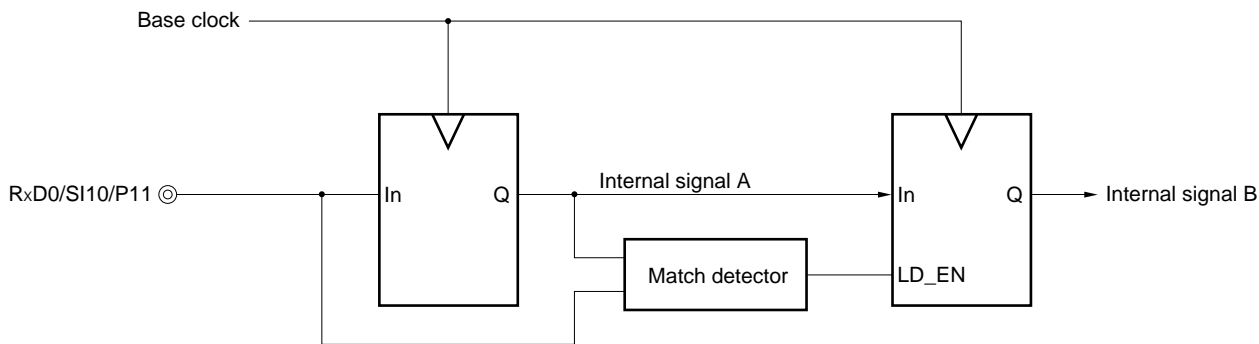 Base clock
RxD0/SI10/P11
In
Q
Internal signal A
In
Q
Internal signal B
Match detector
LD_EN